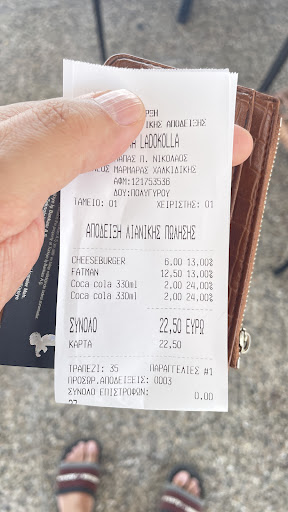 ΑΠΟΔΕΙΞΗΣ
LADOKOLLA
ΠΑΠΑΣ Π. ΝΙΚΟΛΑΟΣ
ΜΑΡΜΑΡΑΣ ΧΑΛΚΙΔΙΚΗΣ
ΑΦΜ:121753536
ΔΟΥ:ΠΟΛΥΓΥΡΟΥ
ΤΑΜΕΙΟ: 01 ΧΕΙΡΙΣΤΗΣ: 01
ΑΠΟΔΕΙΞΗ ΛΙΑΝΙΚΗΣ ΠΩΛΗΣΗΣ
CHEESEBURGER 6.00 13.00%
FATMAN 12.50 13.00%
Coca cola 330ml 2.00 24.00%
Coca cola 330ml 2.00 24.00%
ΣΥΝΟΛΟ 22,50 ΕΥΡΩ
ΚΑΡΤΑ 22.50
ΤΡΑΠΕΖΙ: 35 ΠΑΡΑΓΓΕΛΙΕΣ #1
ΠΡΟΣΩΡ.ΑΠΟΔΕΙΞΕΙΣ: 0003
ΣΥΝΟΛΟ ΕΠΙΣΤΡΟΦΩΝ: 0.00